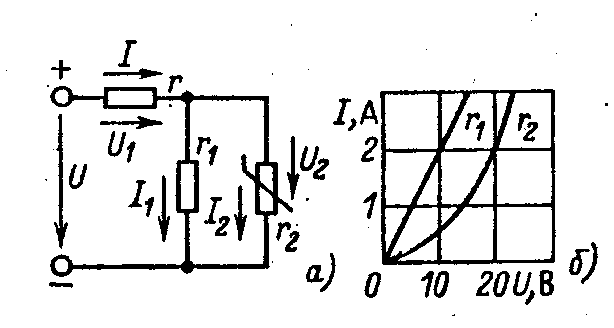 + I r U₁ U r₁ I₁ I₂ U₂ r₂ − а)
I, А r₁ r₂
2
1
0 10 20 U, В б)